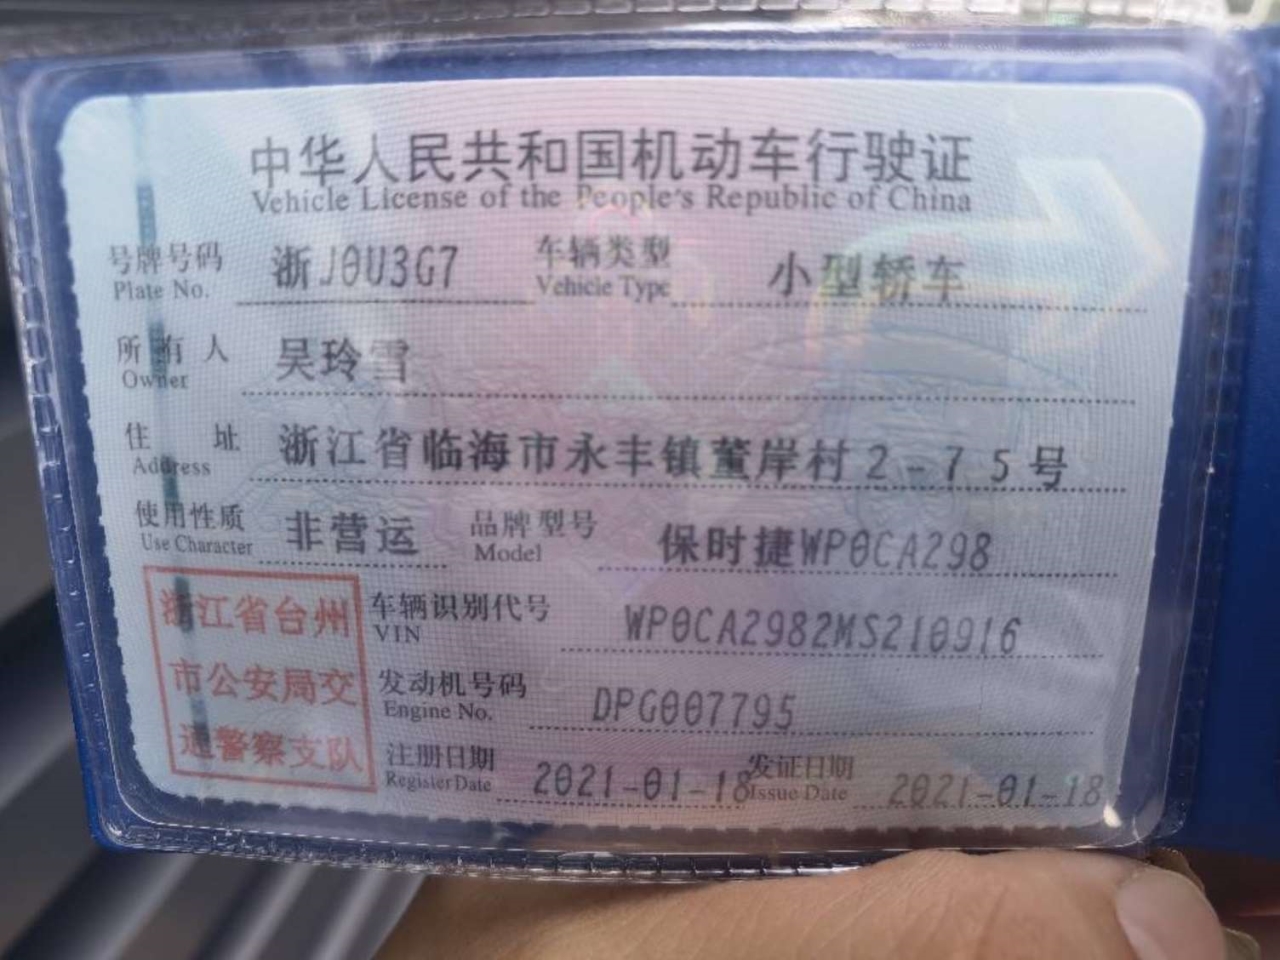 中华人民共和国机动车行驶证
Vehicle License of the People's Republic of China
号牌号码 浙J0U3G7 车辆类型 小型轿车
Plate No. Vehicle Type
所有人 吴玲雪
Owner
住址 浙江省临海市永丰镇董岸村2-75号
Address
使用性质 非营运 品牌型号 保时捷WP0CA298
Use Character Model
浙江省台州
市公安局交
通警察支队
车辆识别代号 WP0CA2982MS210916
VIN
发动机号码 DPG007795
Engine No.
注册日期 2021-01-18 发证日期 2021-01-18
Register Date Issue Date